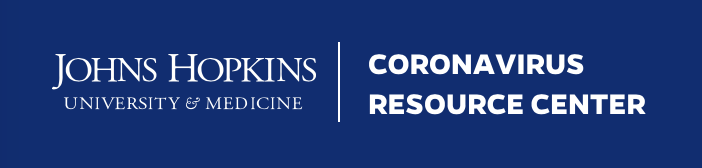 JOHNS HOPKINS
UNIVERSITY & MEDICINE
CORONAVIRUS
RESOURCE CENTER